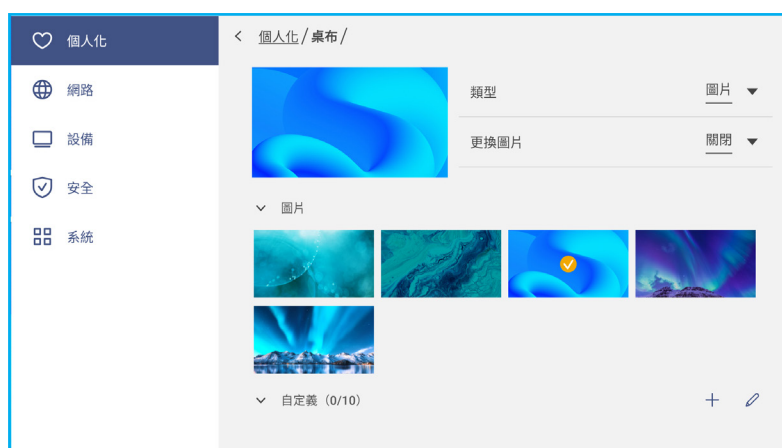 個人化
網路
設備
安全
系統
個人化/桌布/
類型 圖片
更換圖片 關閉
圖片
自定義（0/10）